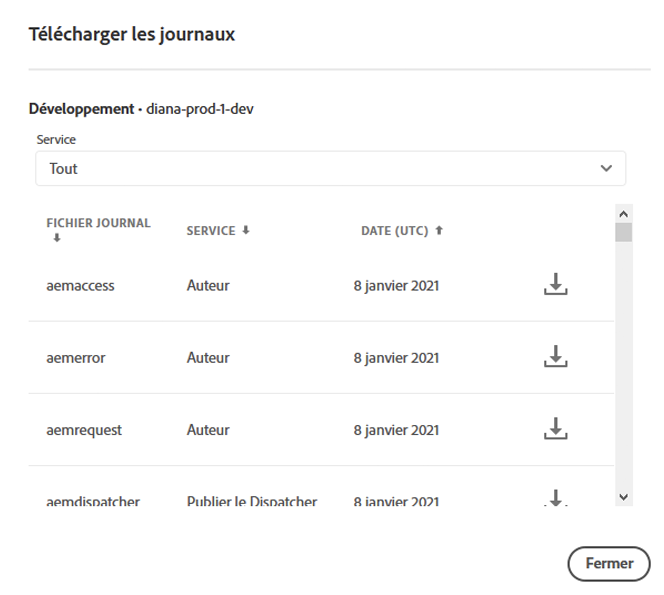 Télécharger les journaux
Développement · diana-prod-1-dev
Service
Tout
FICHIER JOURNAL SERVICE DATE (UTC)
aemaccess Auteur 8 janvier 2021
aemerror Auteur 8 janvier 2021
aemrequest Auteur 8 janvier 2021
aemdispatcher Publier le Dispatcher 8 janvier 2021
Fermer